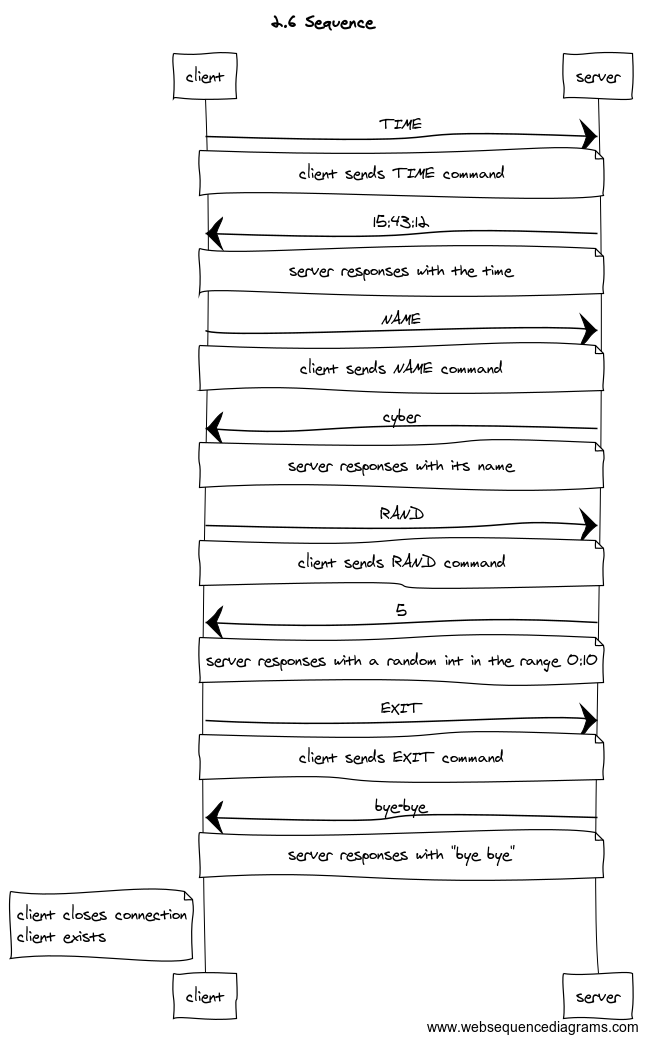 2.6 Sequence
client
server
TIME
client sends TIME command
15:43:12
server responses with the time
NAME
client sends NAME command
cyber
server responses with its name
RAND
client sends RAND command
5
server responses with a random int in the range 0:10
EXIT
client sends EXIT command
bye-bye
server responses with "bye bye"
client closes connection
client exists
client
server
www.websequencediagrams.com